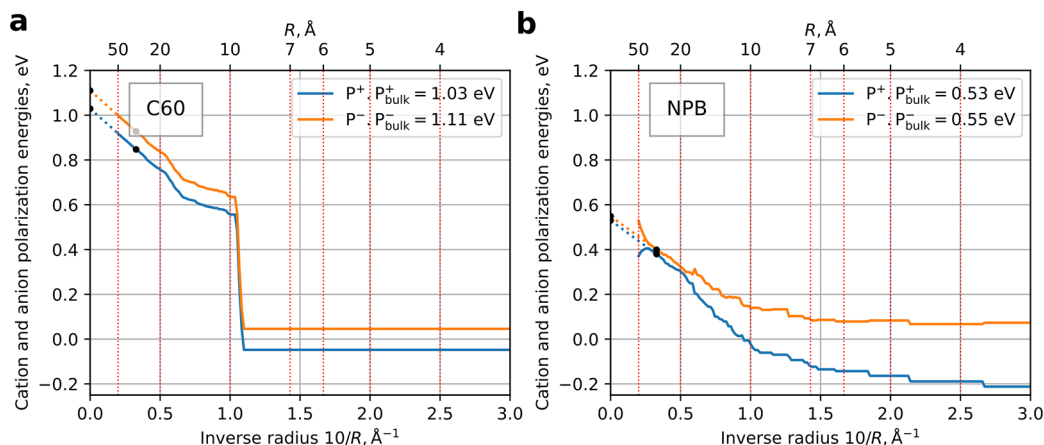 a
R, Å
50 20 10 7 6 5 4
1.2
1.0
0.8
0.6
0.4
0.2
0.0
−0.2
Cation and anion polarization energies, eV
C60
P⁺. P⁺bulk = 1.03 eV
P⁻. P⁻bulk = 1.11 eV
0.0 0.5 1.0 1.5 2.0 2.5 3.0
Inverse radius 10/R, Å⁻¹
b
R, Å
50 20 10 7 6 5 4
1.2
1.0
0.8
0.6
0.4
0.2
0.0
−0.2
Cation and anion polarization energies, eV
NPB
P⁺. P⁺bulk = 0.53 eV
P⁻. P⁻bulk = 0.55 eV
0.0 0.5 1.0 1.5 2.0 2.5 3.0
Inverse radius 10/R, Å⁻¹